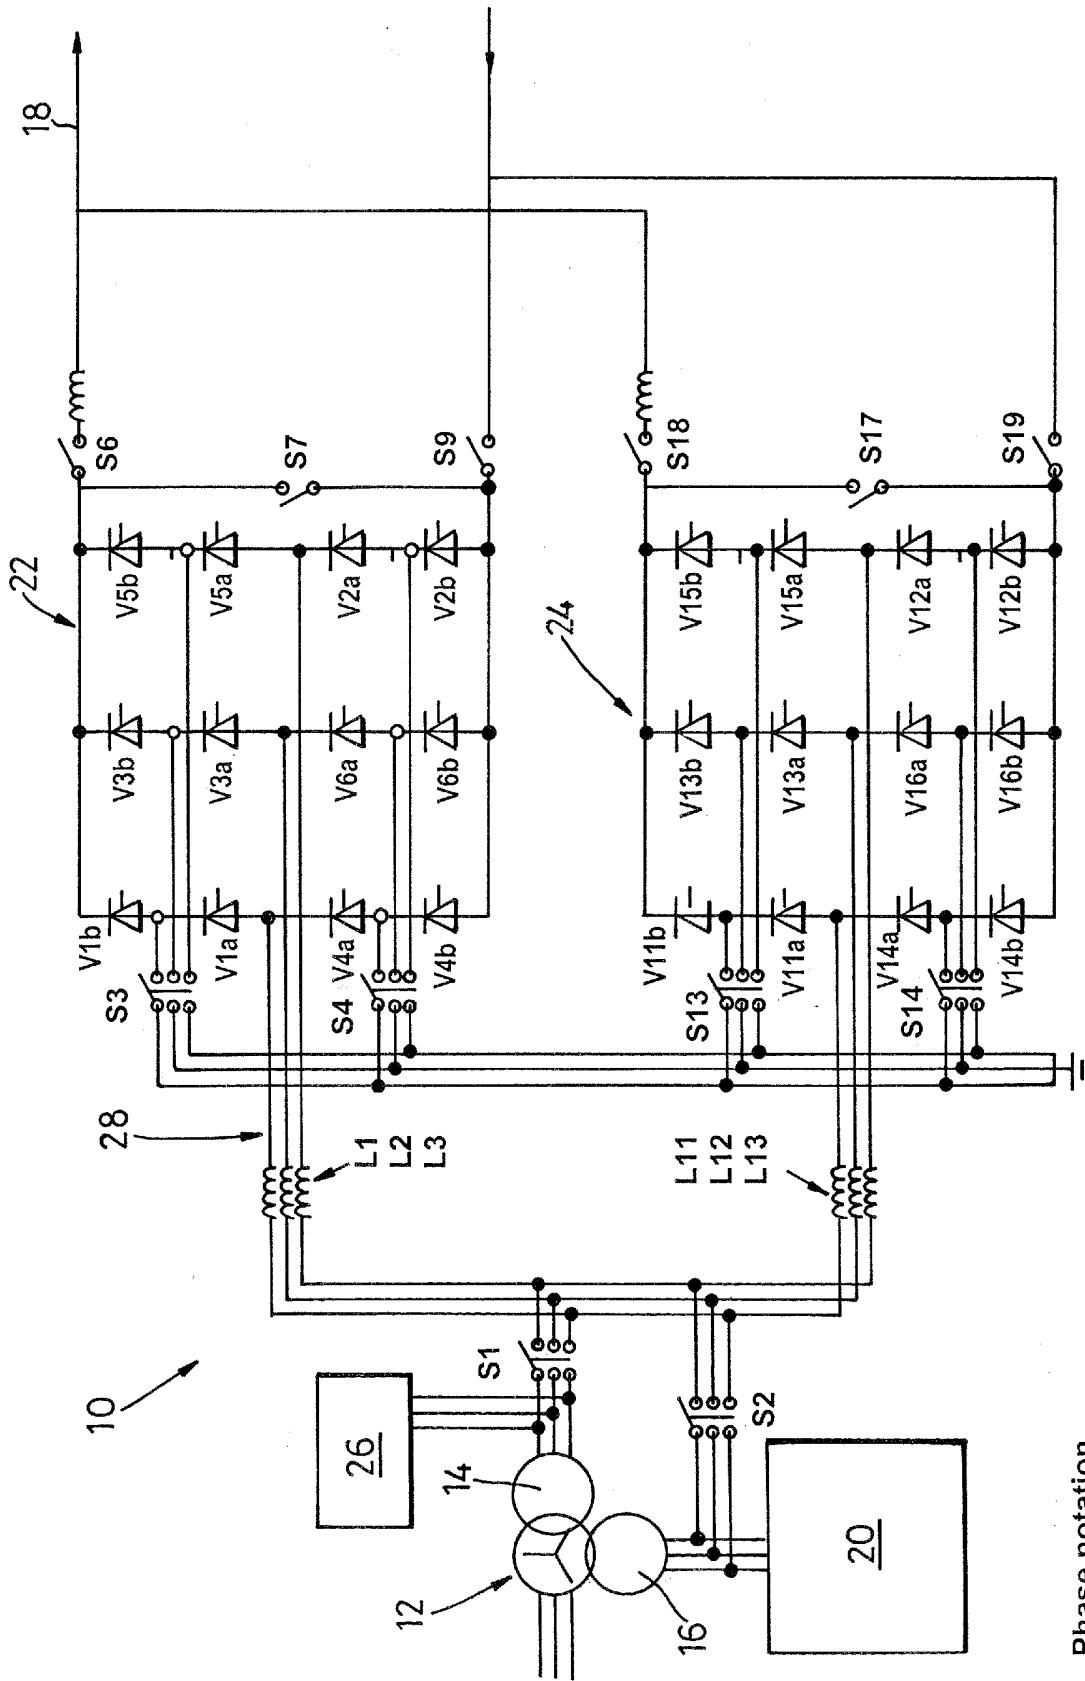 18
S6
S7
S9
22
V5b
V5a
V2a
V2b
V3b
V3a
V6a
V6b
V1b
V1a
V4a
V4b
S3
S4
S18
S17
S19
24
V15b
V15a
V12a
V12b
V13b
V13a
V16a
V16b
V11b
V11a
V14a
V14b
S13
S14
28
L1
L2
L3
L11
L12
L13
10
S1
S2
26
14
12
16
20
Phase notation